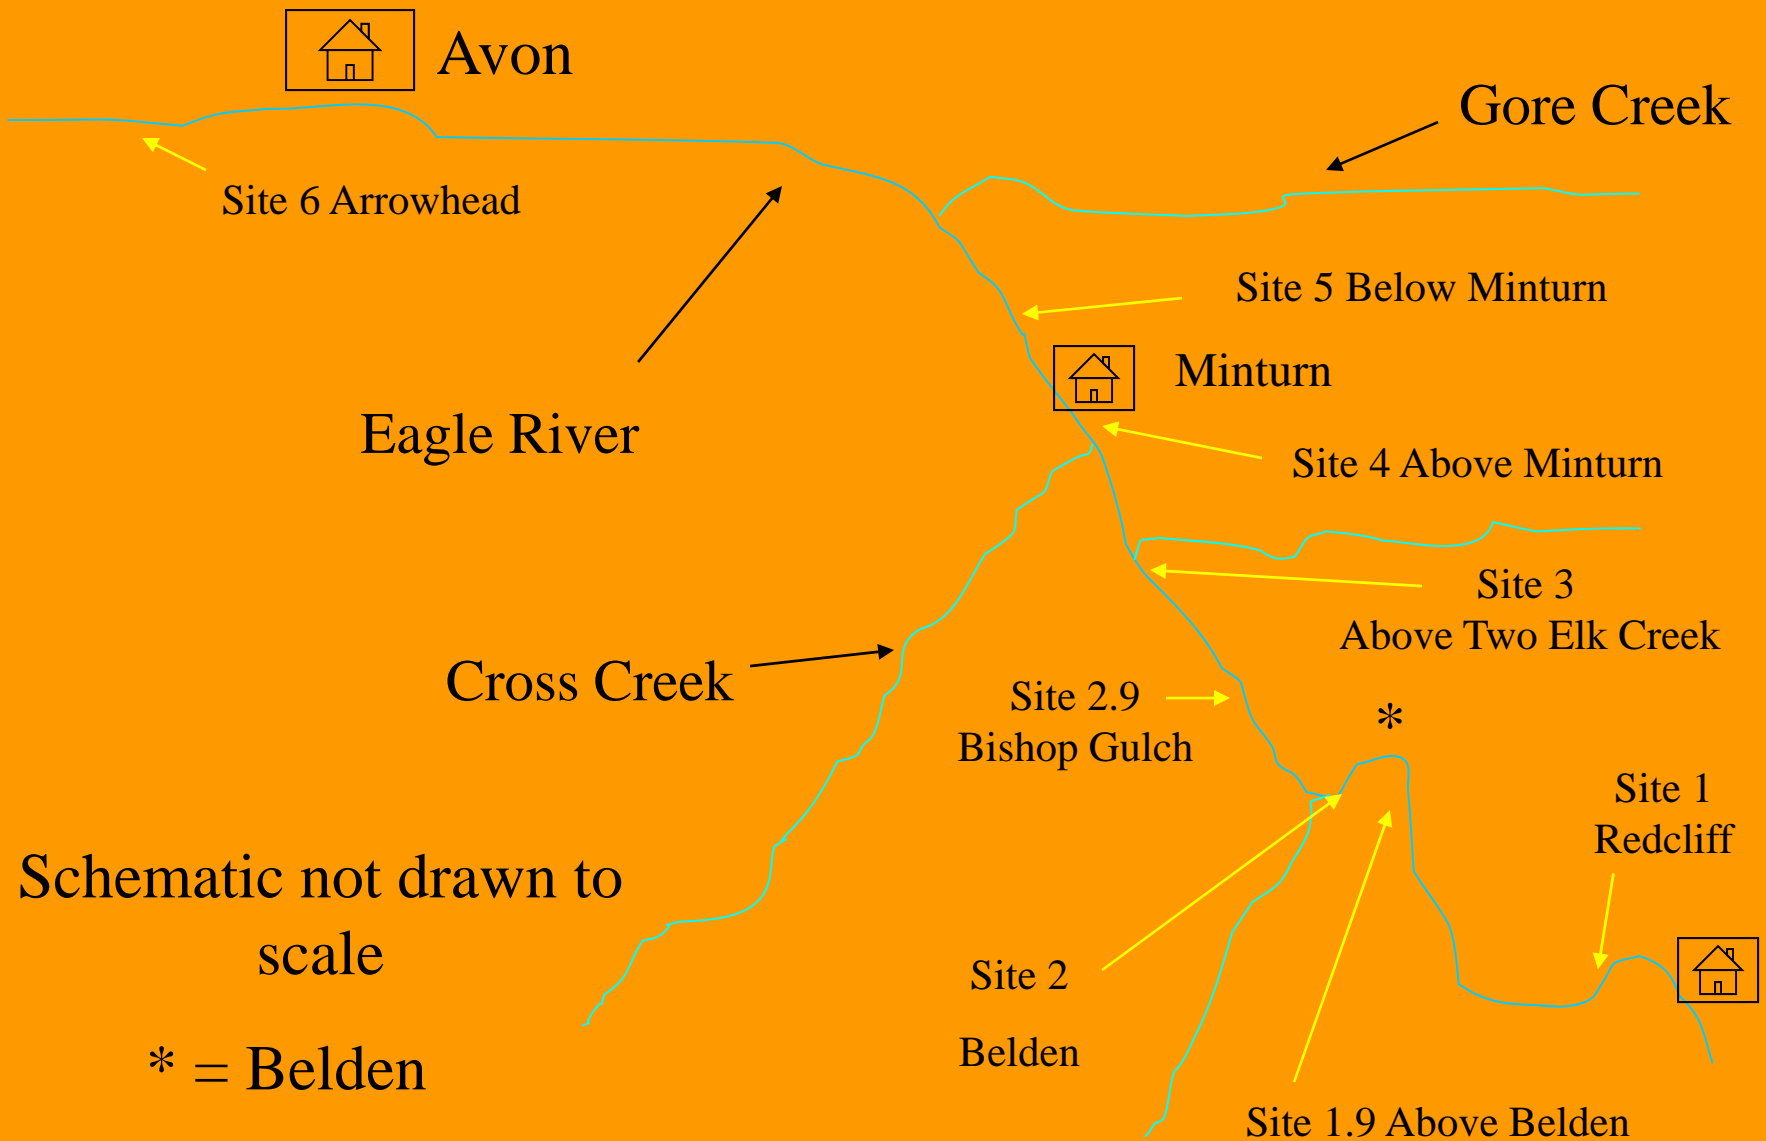 Avon
Gore Creek
Site 6 Arrowhead
Site 5 Below Minturn
Minturn
Eagle River
Site 4 Above Minturn
Site 3
Above Two Elk Creek
Cross Creek
Site 2.9
Bishop Gulch
*
Site 1
Redcliff
Schematic not drawn to
scale
Site 2
Belden
* = Belden
Site 1.9 Above Belden